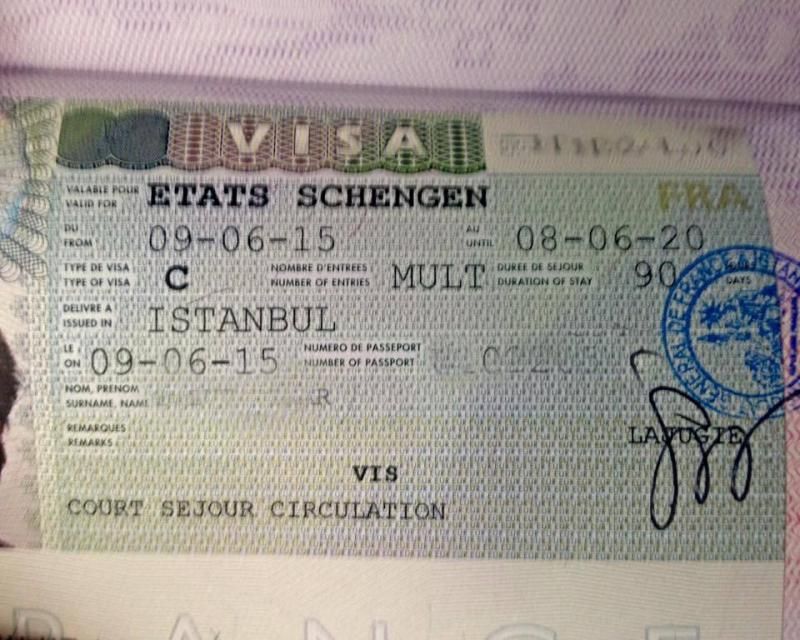 VISA
VALABLE POUR
VALID FOR
ETATS SCHENGEN
FRA
DU
FROM
09-06-15
AU
UNTIL
08-06-20
TYPE DE VISA
TYPE OF VISA
C
NOMBRE D'ENTREES
NUMBER OF ENTRIES
MULT
DUREE DE SEJOUR
DURATION OF STAY
90
DAYS
DELIVRE A
ISSUED IN
ISTANBUL
LE
ON
09-06-15
NUMERO DE PASSEPORT
NUMBER OF PASSPORT
NOM, PRENOM
SURNAME, NAME
REMARQUES
REMARKS
LAJUGIE
VIS
COURT SEJOUR CIRCULATION